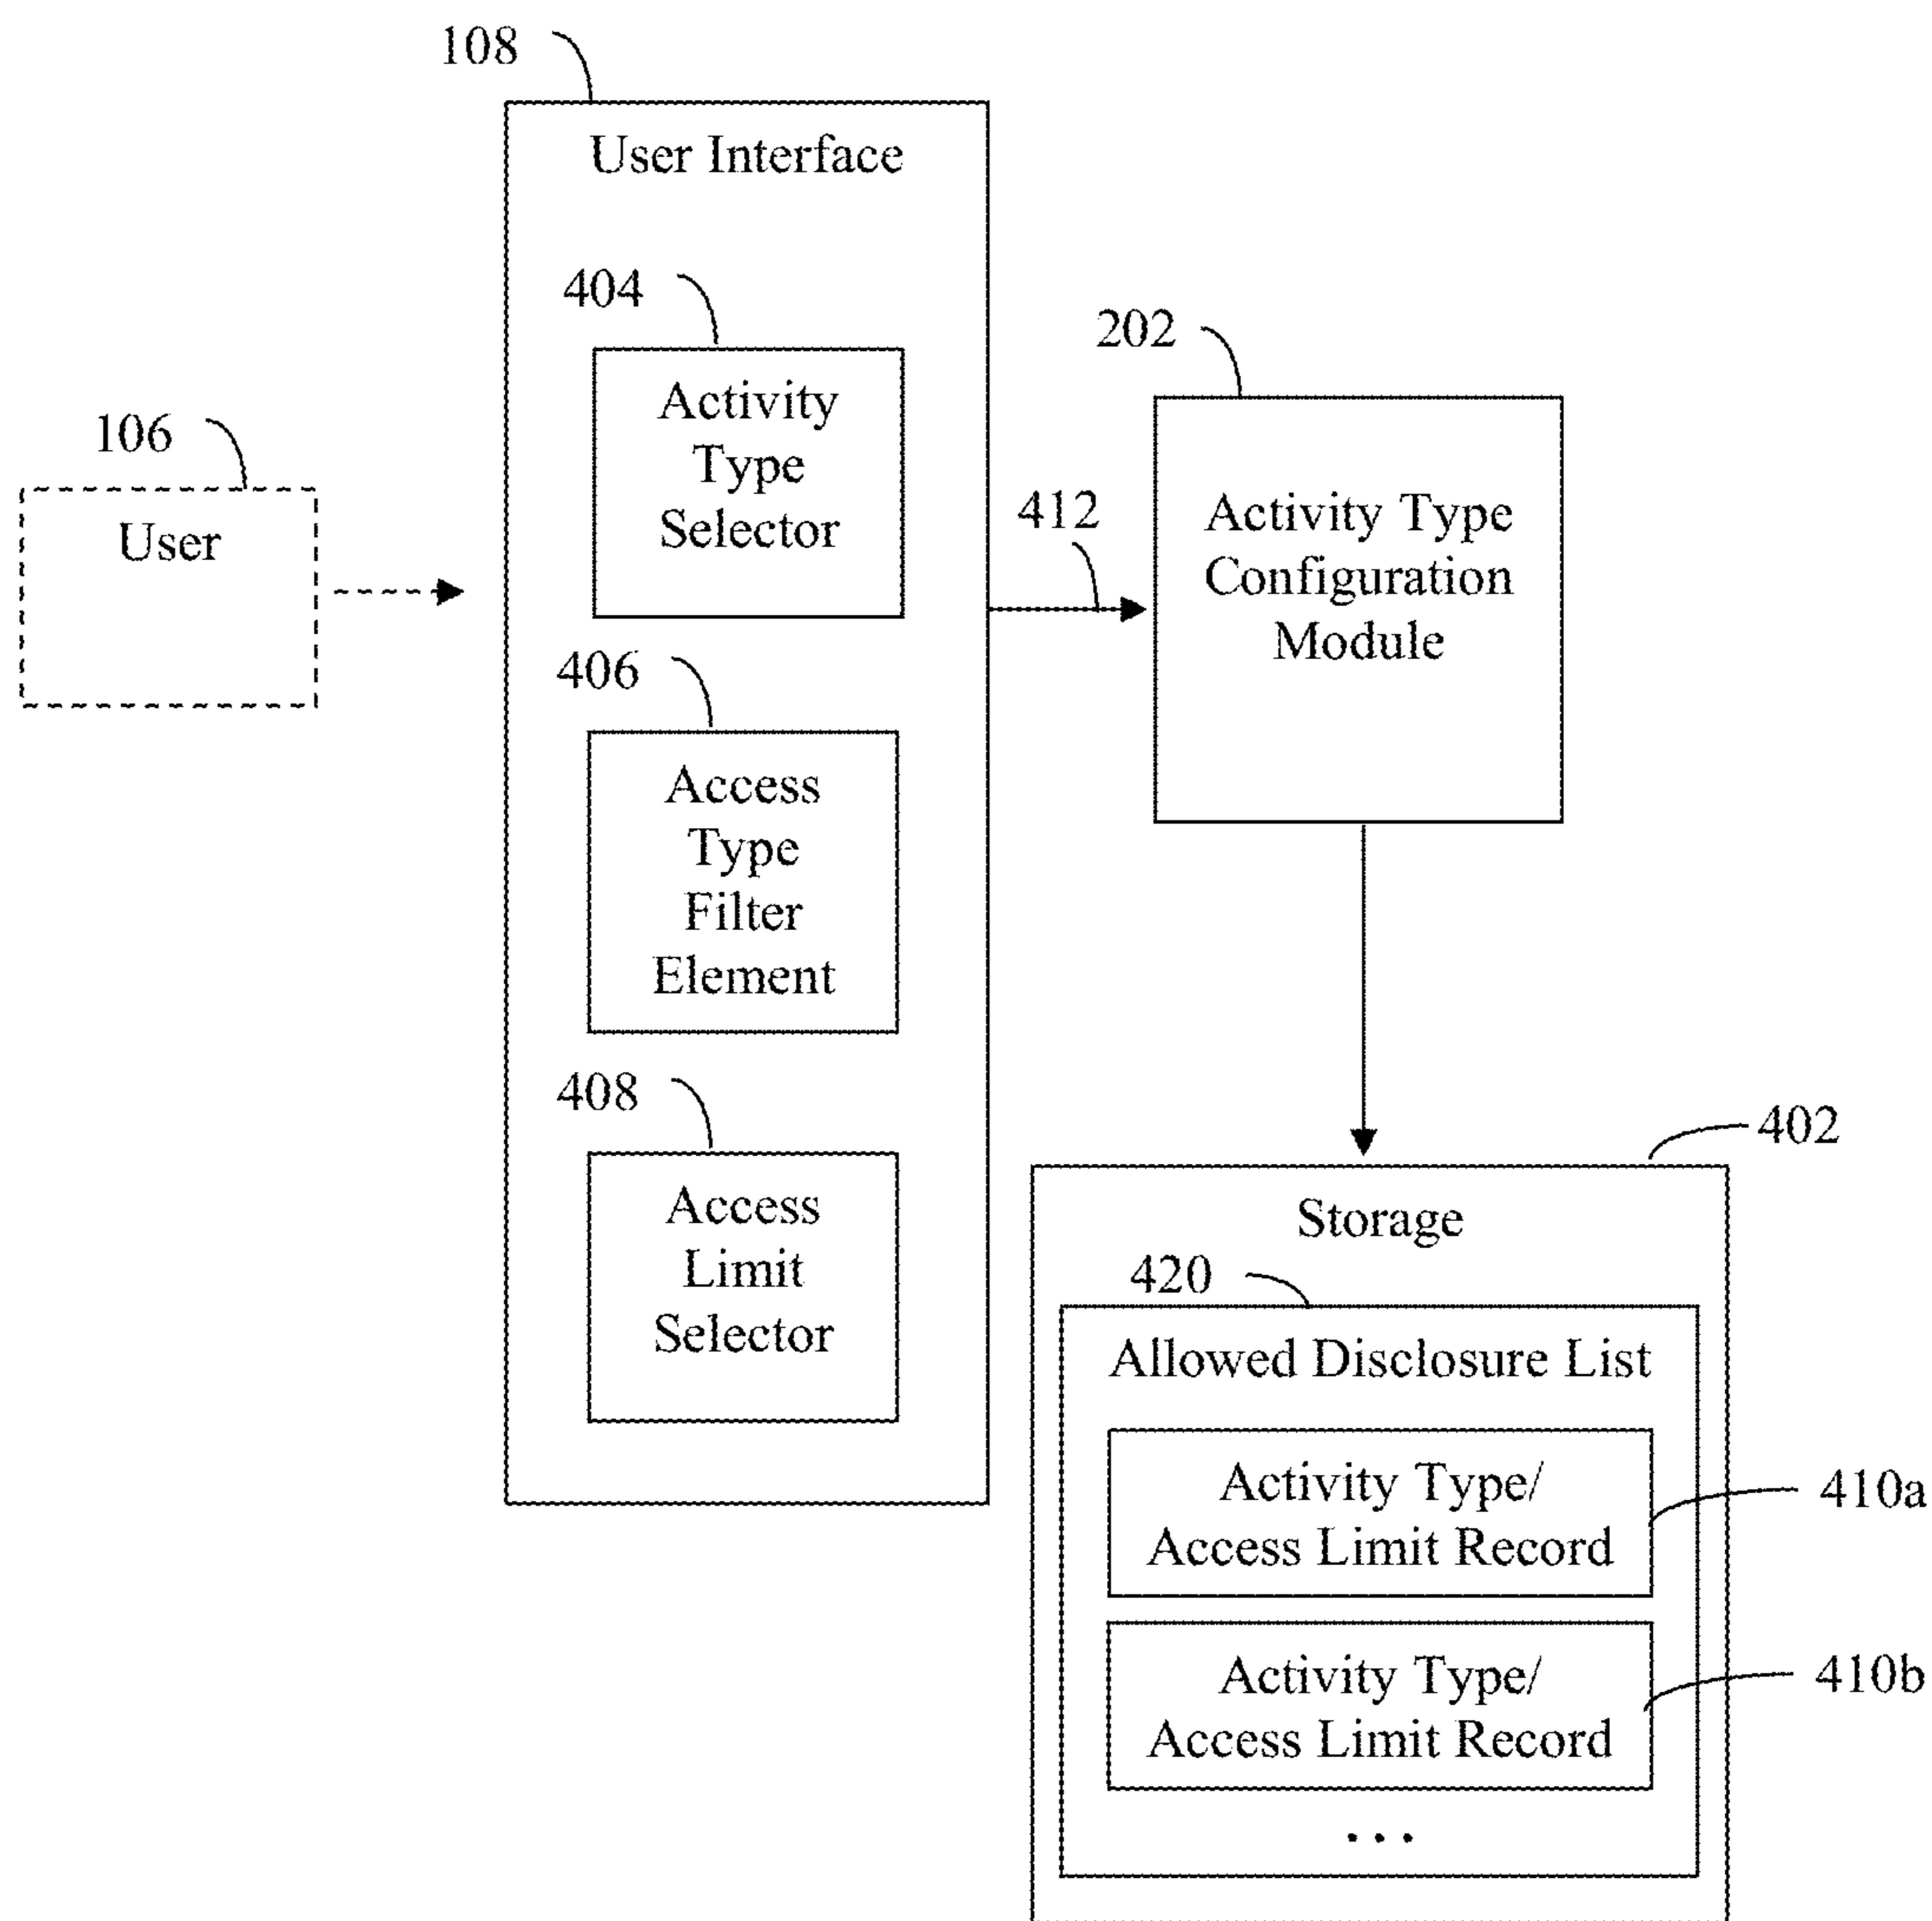 108
User Interface
404
Activity
Type
Selector
202
Activity Type
Configuration
Module
106
User
412
406
Access
Type
Filter
Element
408
Access
Limit
Selector
402
Storage
420
Allowed Disclosure List
Activity Type/
Access Limit Record
410a
Activity Type/
Access Limit Record
410b
...